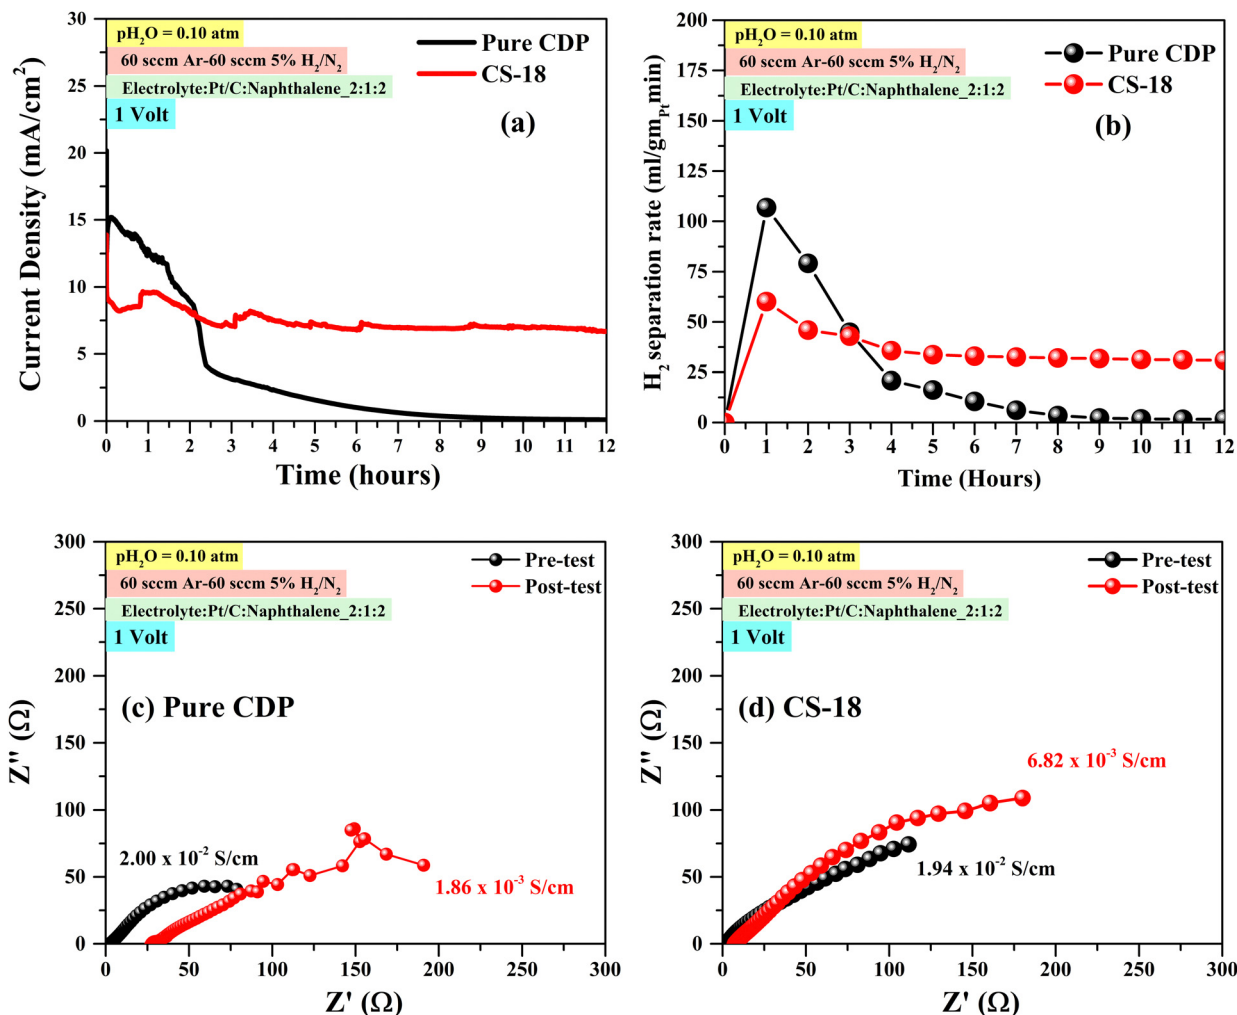 pH₂O = 0.10 atm
60 sccm Ar-60 sccm 5% H₂/N₂
Electrolyte:Pt/C:Naphthalene_2:1:2
1 Volt
Pure CDP
CS-18
(a)
Current Density (mA/cm²)
30
25
20
15
10
5
0
0 1 2 3 4 5 6 7 8 9 10 11 12
Time (hours)
pH₂O = 0.10 atm
60 sccm Ar-60 sccm 5% H₂/N₂
Electrolyte:Pt/C:Naphthalene_2:1:2
1 Volt
Pure CDP
CS-18
(b)
H₂ separation rate (ml/gmₚₜmin)
200
175
150
125
100
75
50
25
0
0 1 2 3 4 5 6 7 8 9 10 11 12
Time (Hours)
pH₂O = 0.10 atm
60 sccm Ar-60 sccm 5% H₂/N₂
Electrolyte:Pt/C:Naphthalene_2:1:2
1 Volt
Pre-test
Post-test
(c) Pure CDP
2.00 x 10⁻² S/cm
1.86 x 10⁻³ S/cm
Z'' (Ω)
300
250
200
150
100
50
0
0 50 100 150 200 250 300
Z' (Ω)
pH₂O = 0.10 atm
60 sccm Ar-60 sccm 5% H₂/N₂
Electrolyte:Pt/C:Naphthalene_2:1:2
1 Volt
Pre-test
Post-test
(d) CS-18
6.82 x 10⁻³ S/cm
1.94 x 10⁻² S/cm
Z'' (Ω)
300
250
200
150
100
50
0
0 50 100 150 200 250 300
Z' (Ω)